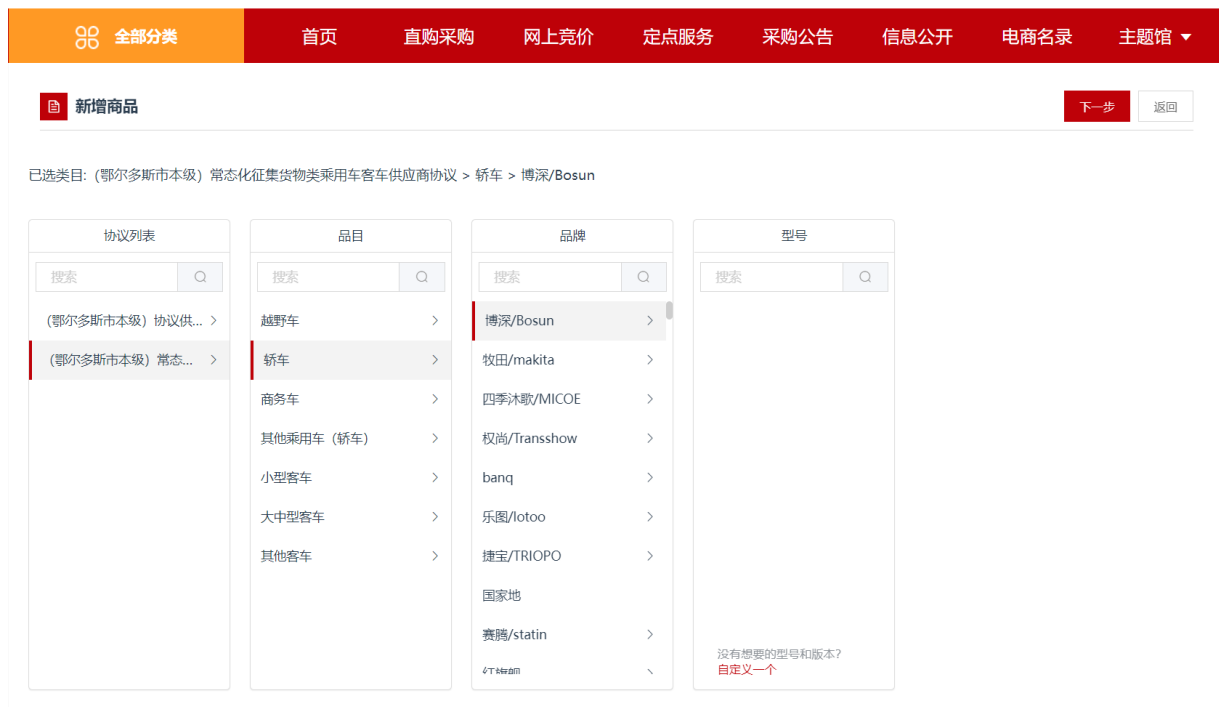 全部分类 首页 直购采购 网上竞价 定点服务 采购公告 信息公开 电商名录 主题馆
新增商品 下一步 返回
已选类目:（鄂尔多斯市本级）常态化征集货物类乘用车客车供应商协议 > 轿车 > 博深/Bosun
协议列表 品目 品牌 型号
搜索 搜索 搜索 搜索
（鄂尔多斯市本级）协议供... 越野车 博深/Bosun
（鄂尔多斯市本级）常态... 轿车 牧田/makita
商务车 四季沐歌/MICOE
其他乘用车（轿车） 权尚/Transshow
小型客车 banq
大中型客车 乐图/lotoo
其他客车 捷宝/TRIOPO
国家地
赛腾/statin
没有想要的型号和版本?
自定义一个